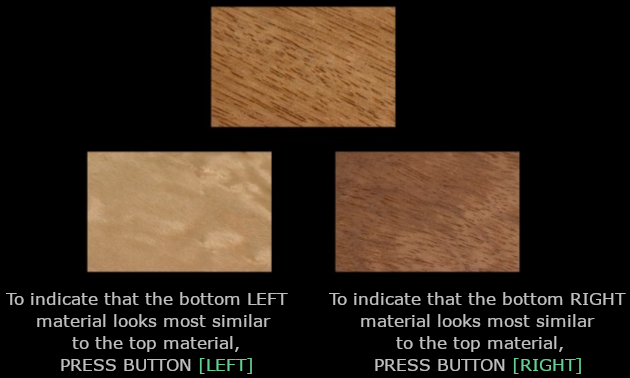 To indicate that the bottom LEFT
material looks most similar
to the top material,
PRESS BUTTON [LEFT]
To indicate that the bottom RIGHT
material looks most similar
to the top material,
PRESS BUTTON [RIGHT]